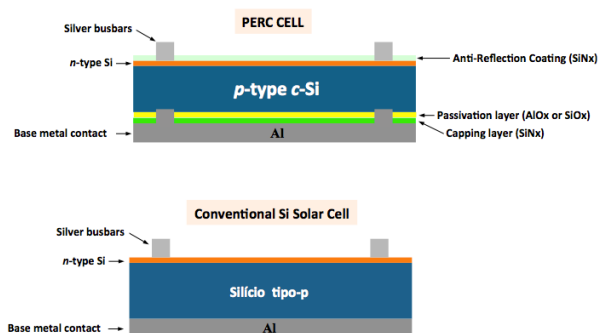 PERC CELL
Silver busbars
Anti-Reflection Coating (SiNx)
n-type Si
p-type c-Si
Passivation layer (AlOx or SiOx)
Base metal contact
Al
Capping layer (SiNx)
Conventional Si Solar Cell
Silver busbars
n-type Si
Silício tipo-p
Base metal contact
Al